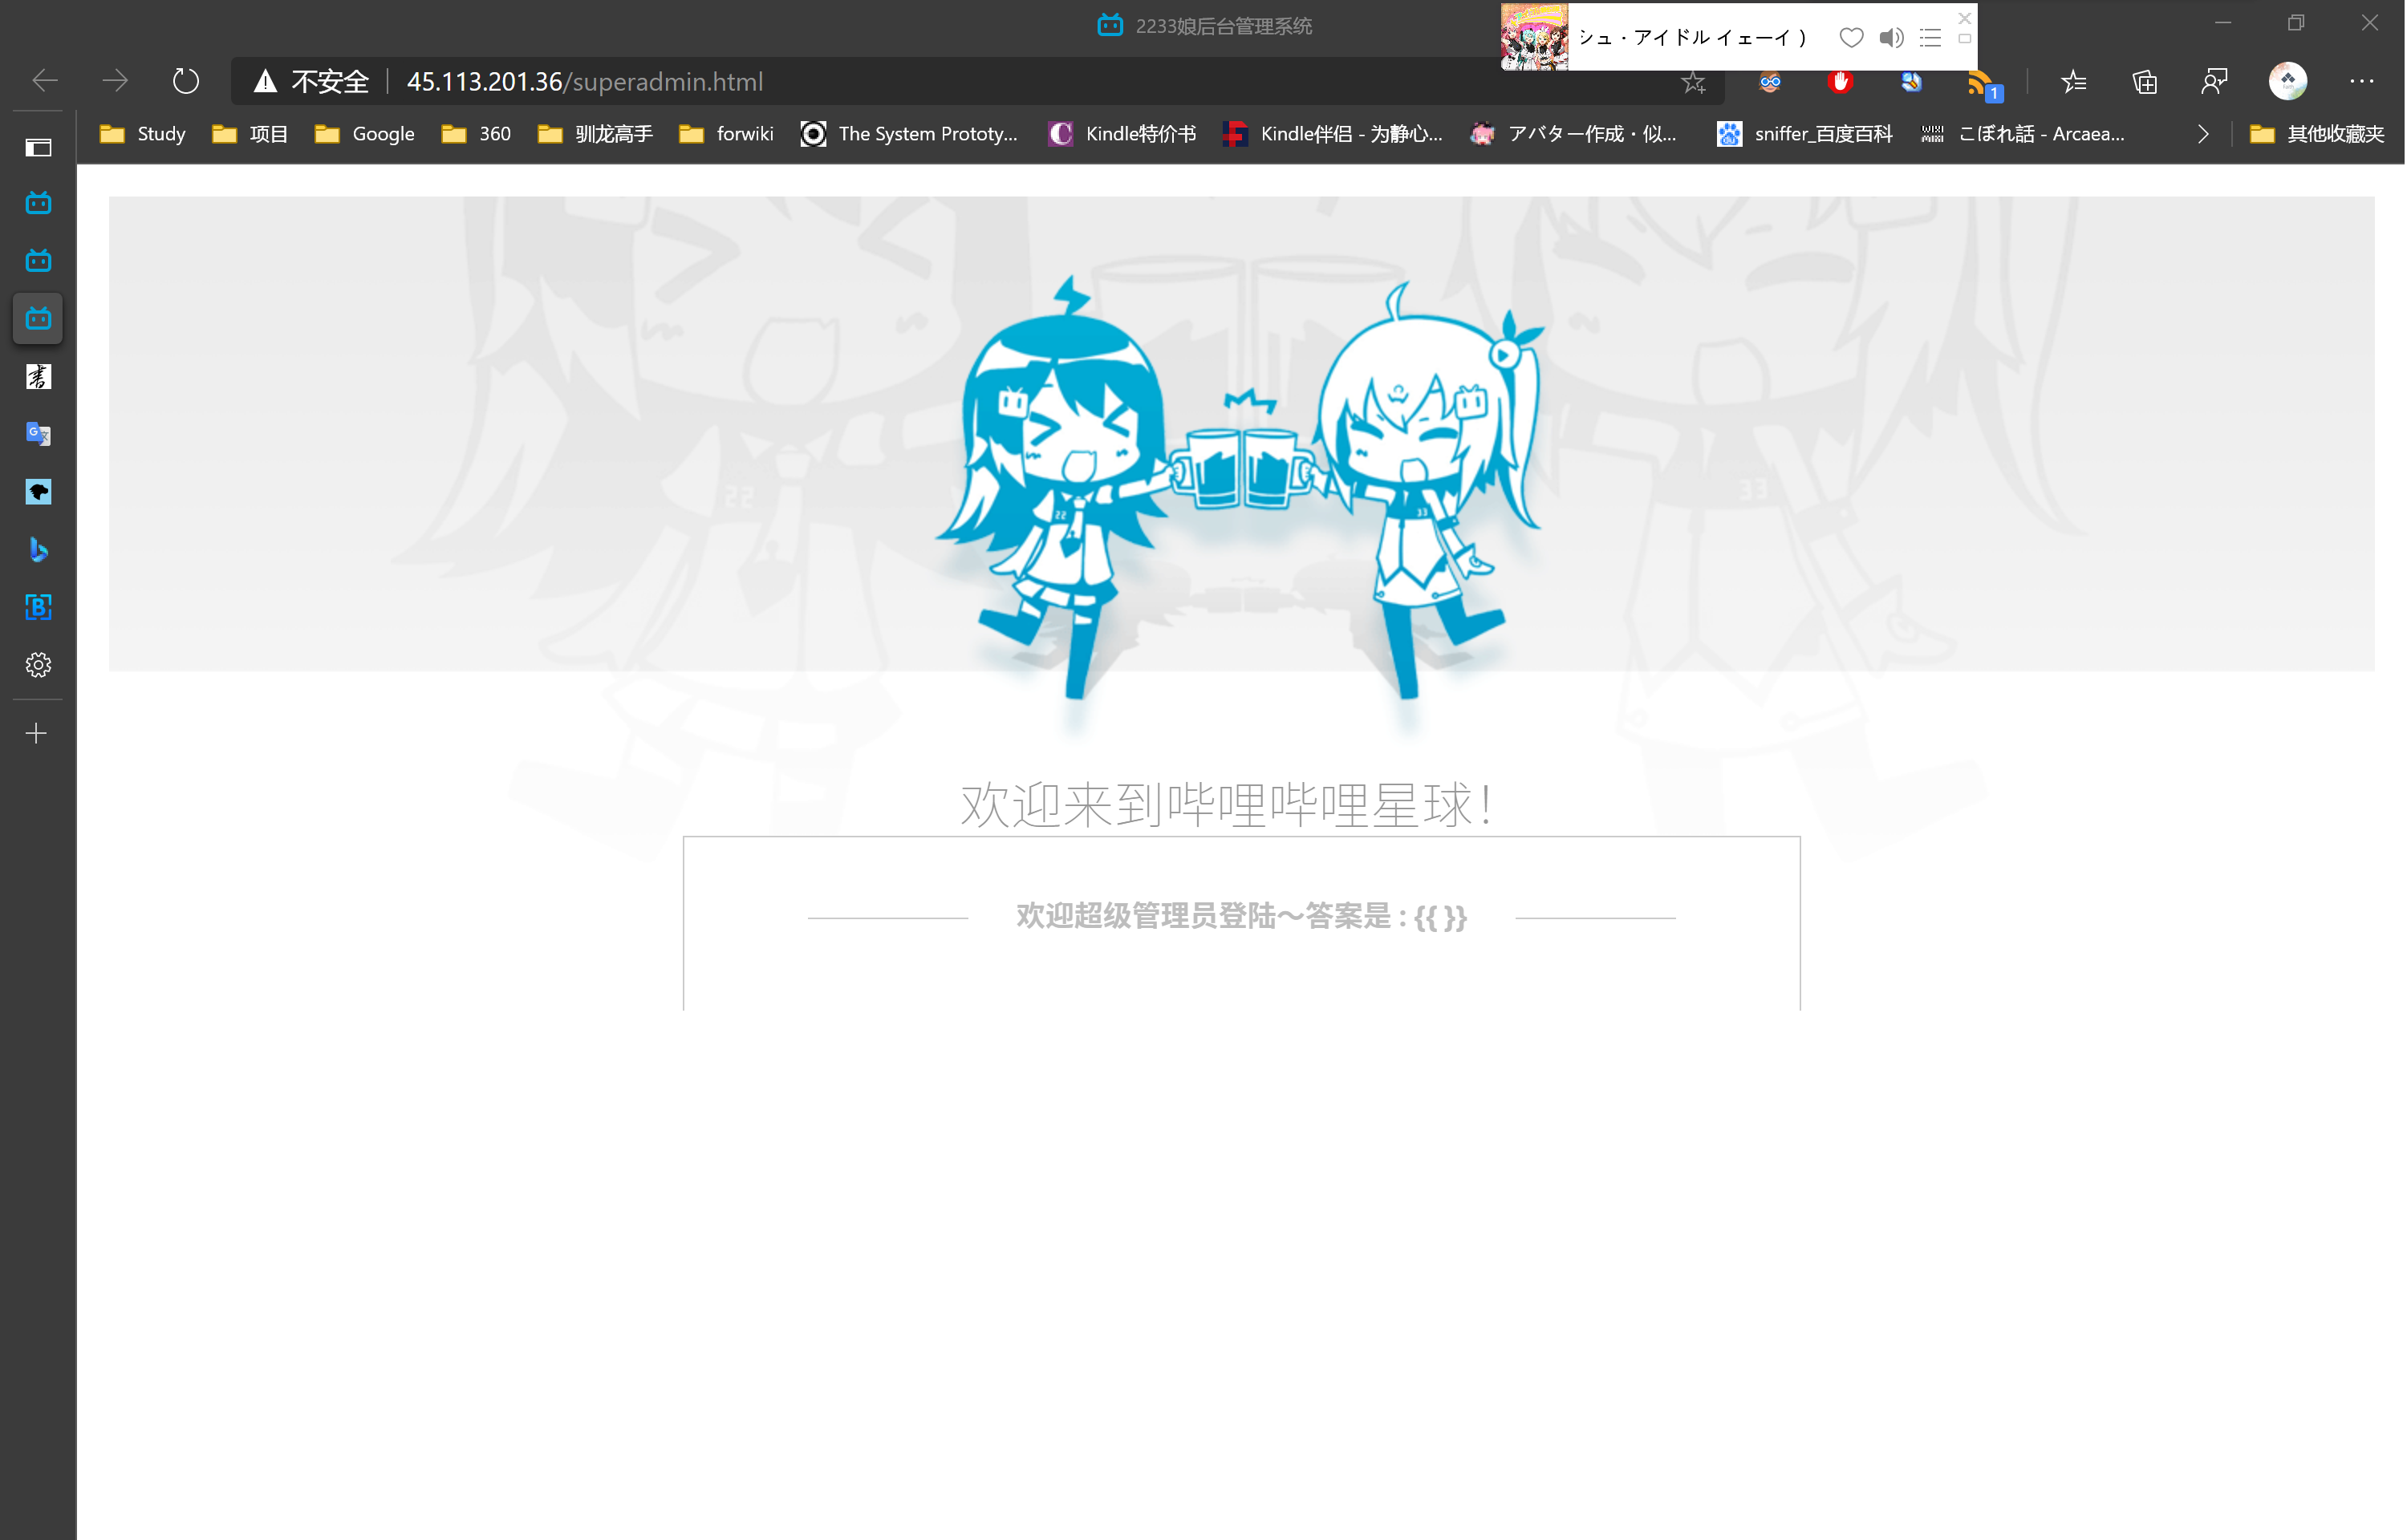 2233娘后台管理系统
シュ・アイドル イェーイ )
不安全 45.113.201.36/superadmin.html
1
Study 项目 Google 360 驯龙高手 forwiki The System Prototy... Kindle特价书 Kindle伴侣 - 为静心... アバター作成・似... sniffer_百度百科 こぼれ話 - Arcaea... 其他收藏夹
22 33
22 33
欢迎来到哔哩哔哩星球!
欢迎超级管理员登陆～答案是 : {{ }}